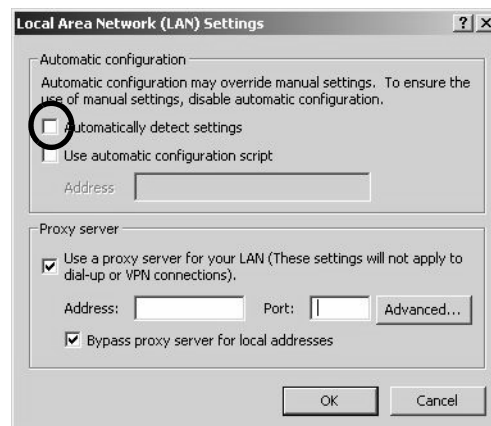 Local Area Network (LAN) Settings
Automatic configuration
Automatic configuration may override manual settings. To ensure the
use of manual settings, disable automatic configuration.
Automatically detect settings
Use automatic configuration script
Address
Proxy server
Use a proxy server for your LAN (These settings will not apply to
dial-up or VPN connections).
Address:
Port:
Advanced...
Bypass proxy server for local addresses
OK
Cancel